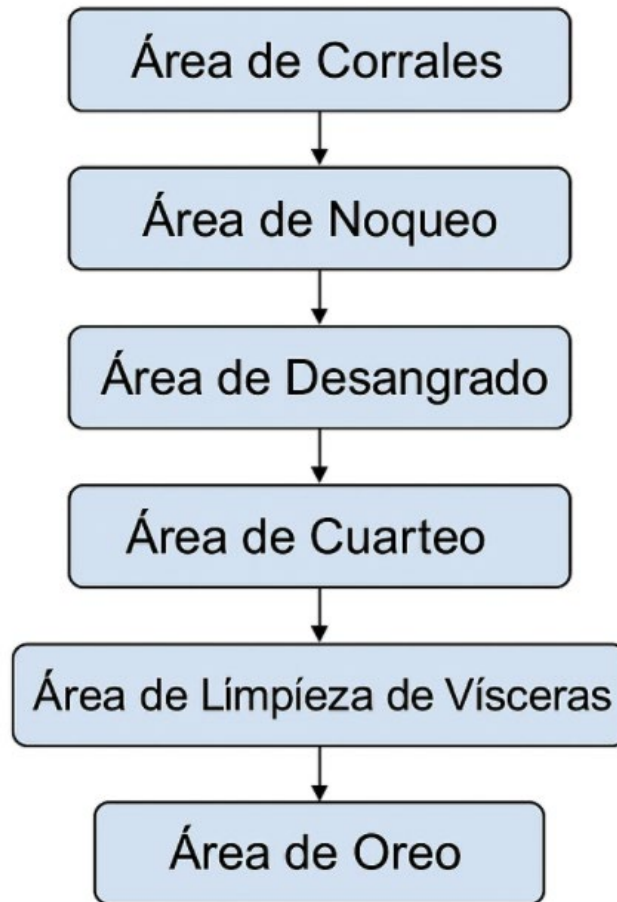 Área de Corrales
Área de Noqueo
Área de Desangrado
Área de Cuarteo
Área de Límpíeza de Vísceras
Área de Oreo